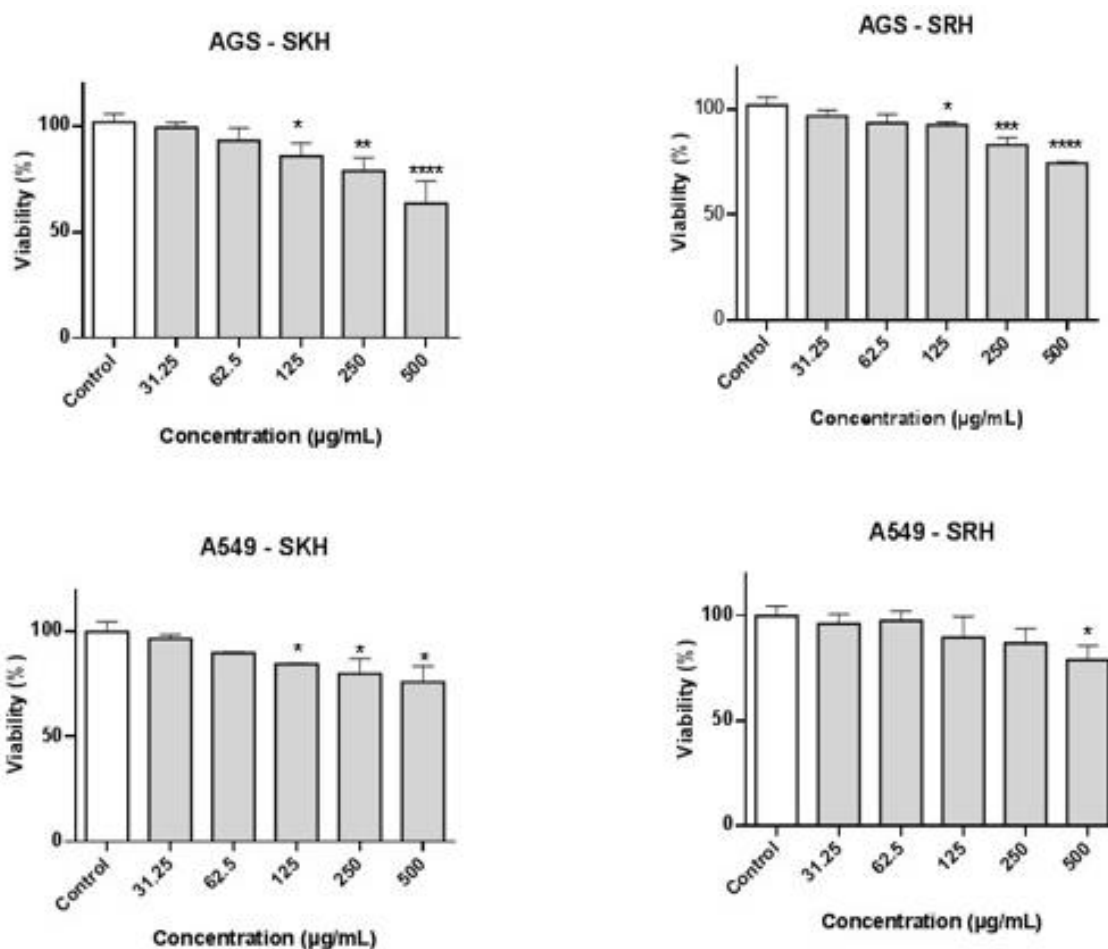 AGS - SKH
Viability (%)
100
50
0
*
**
****
Control
31.25
62.5
125
250
500
Concentration (µg/mL)
AGS - SRH
Viability (%)
100
50
0
*
***
****
Control
31.25
62.5
125
250
500
Concentration (µg/mL)
A549 - SKH
Viability (%)
100
50
0
*
*
*
Control
31.25
62.5
125
250
500
Concentration (µg/mL)
A549 - SRH
Viability (%)
100
50
0
*
Control
31.25
62.5
125
250
500
Concentration (µg/mL)